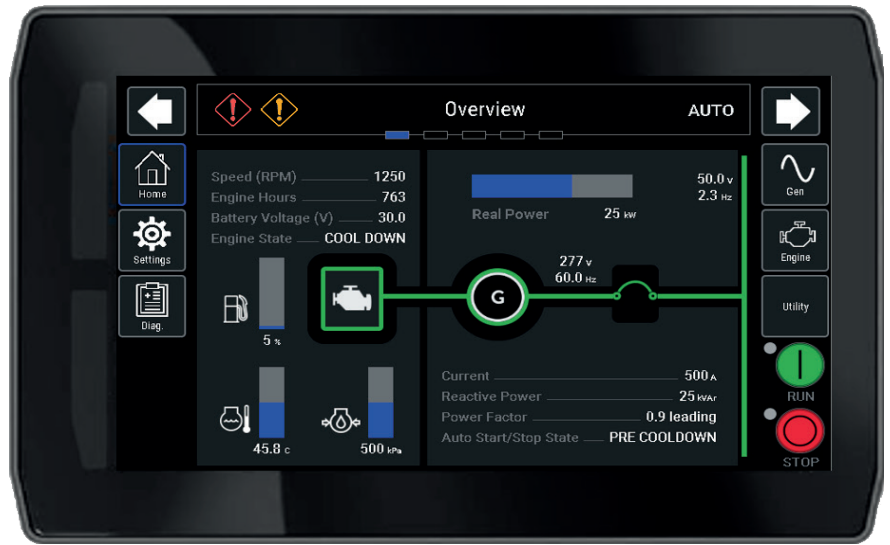 Overview
AUTO
Home
Settings
Diag.
Speed (RPM) 1250
Engine Hours 763
Battery Voltage (V) 30.0
Engine State COOL DOWN
5 %
45.8 c
500 kPa
50.0 v
2.3 Hz
Real Power 25 kW
277 v
60.0 Hz
G
Current 500 A
Reactive Power 25 kVAr
Power Factor 0.9 leading
Auto Start/Stop State PRE COOLDOWN
Gen
Engine
Utility
RUN
STOP